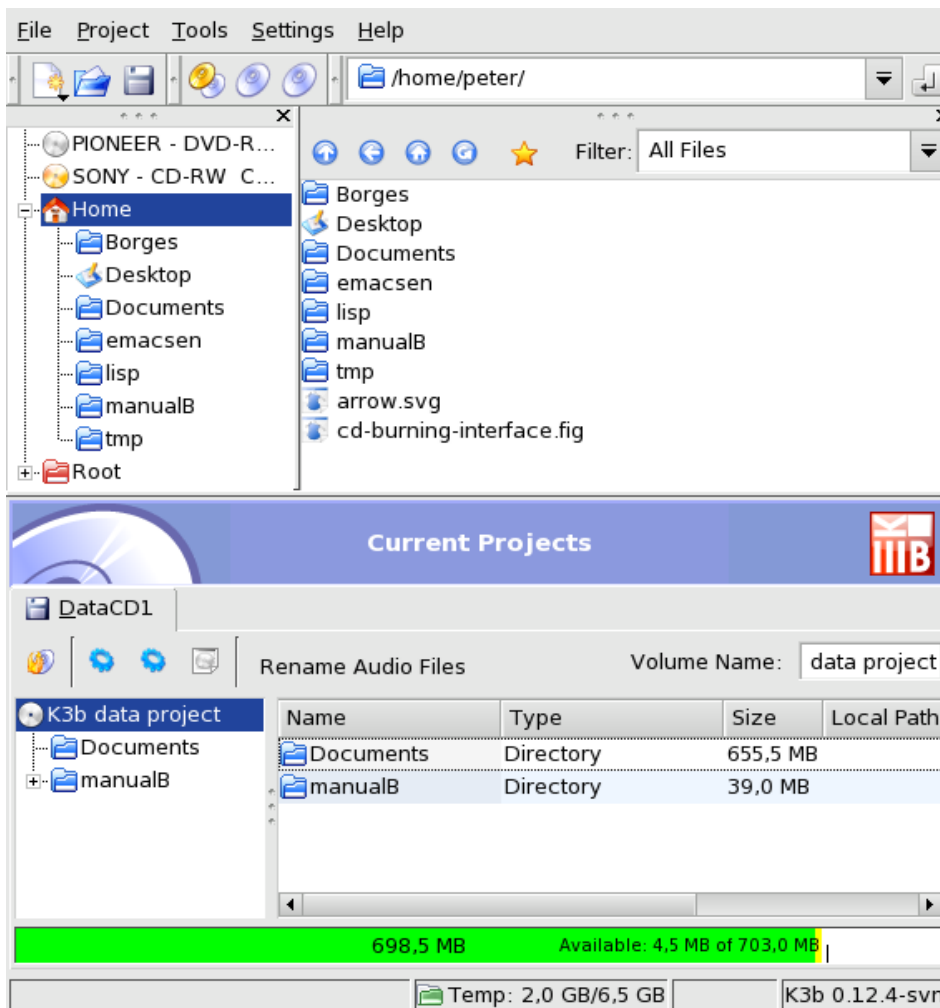 File Project Tools Settings Help
/home/peter/
PIONEER - DVD-R...
SONY - CD-RW C...
Home
Borges
Desktop
Documents
emacsen
lisp
manualB
tmp
Root
Filter: All Files
Borges
Desktop
Documents
emacsen
lisp
manualB
tmp
arrow.svg
cd-burning-interface.fig
Current Projects
K
IIIB
DataCD1
Rename Audio Files Volume Name: data project
K3b data project
Documents
manualB
Name Type Size Local Path
Documents Directory 655,5 MB
manualB Directory 39,0 MB
698,5 MB Available: 4,5 MB of 703,0 MB
Temp: 2,0 GB/6,5 GB K3b 0.12.4-svn